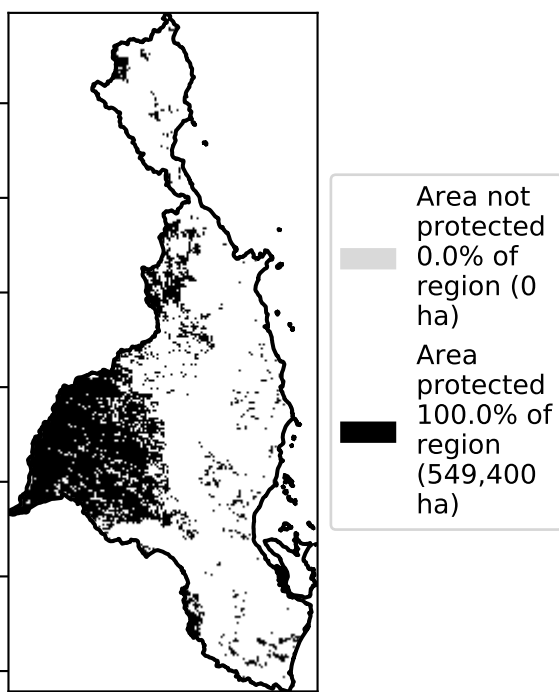 Area not
protected
0.0% of
region (0
ha)
Area
protected
100.0% of
region
(549,400
ha)